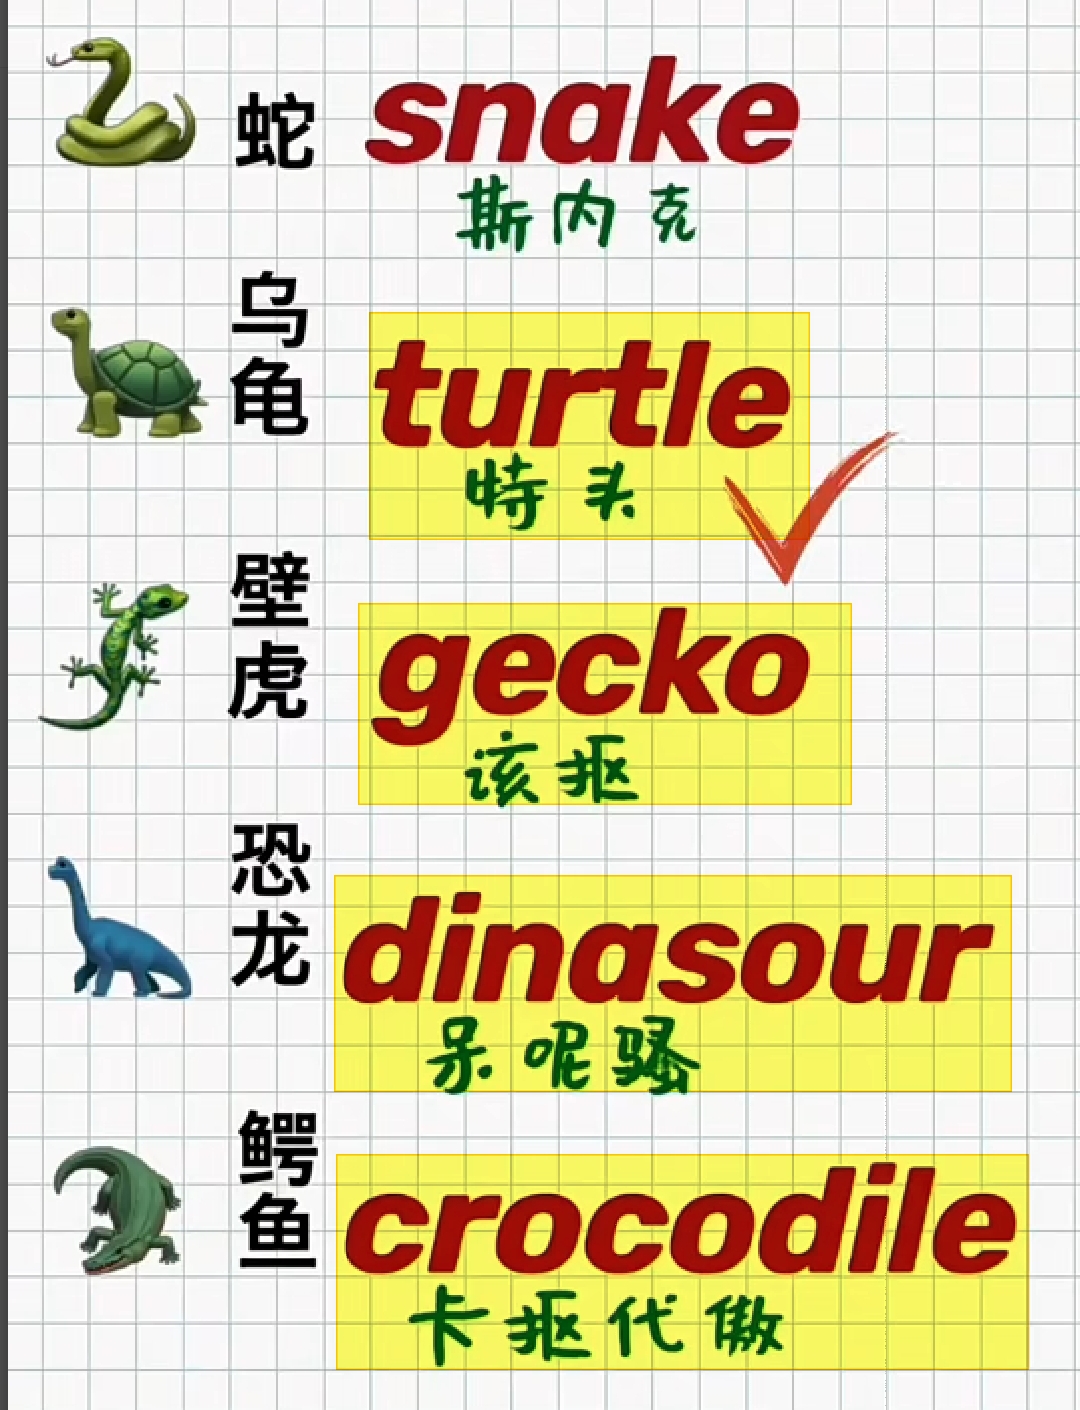 蛇 snake
斯内克
乌龟 turtle
特头
壁虎 gecko
该抠
恐龙 dinasour
呆呢骚
鳄鱼 crocodile
卡抠代傲